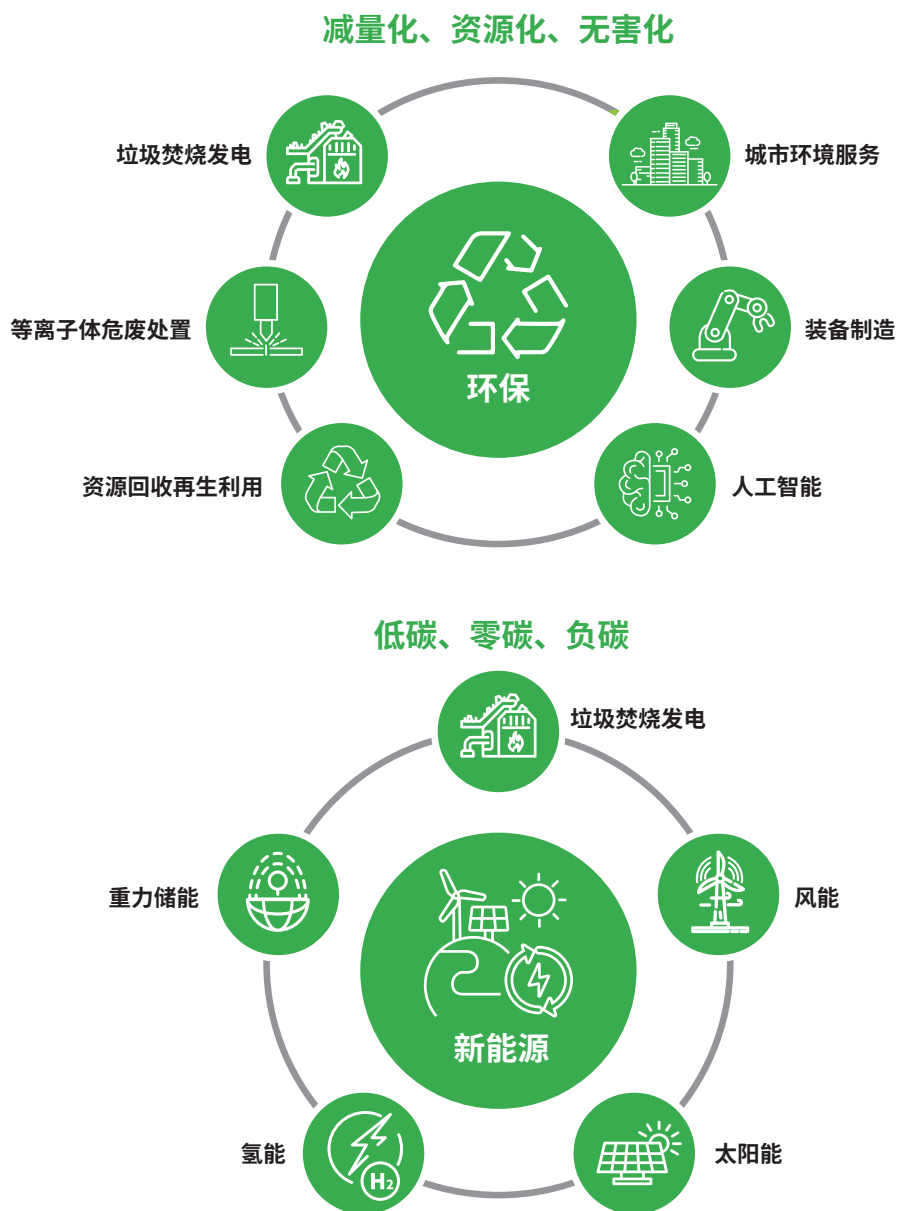 减量化、资源化、无害化
垃圾焚烧发电
城市环境服务
等离子体危废处置
环保
装备制造
资源回收再生利用
人工智能
低碳、零碳、负碳
垃圾焚烧发电
重力储能
风能
新能源
氢能
H₂
太阳能